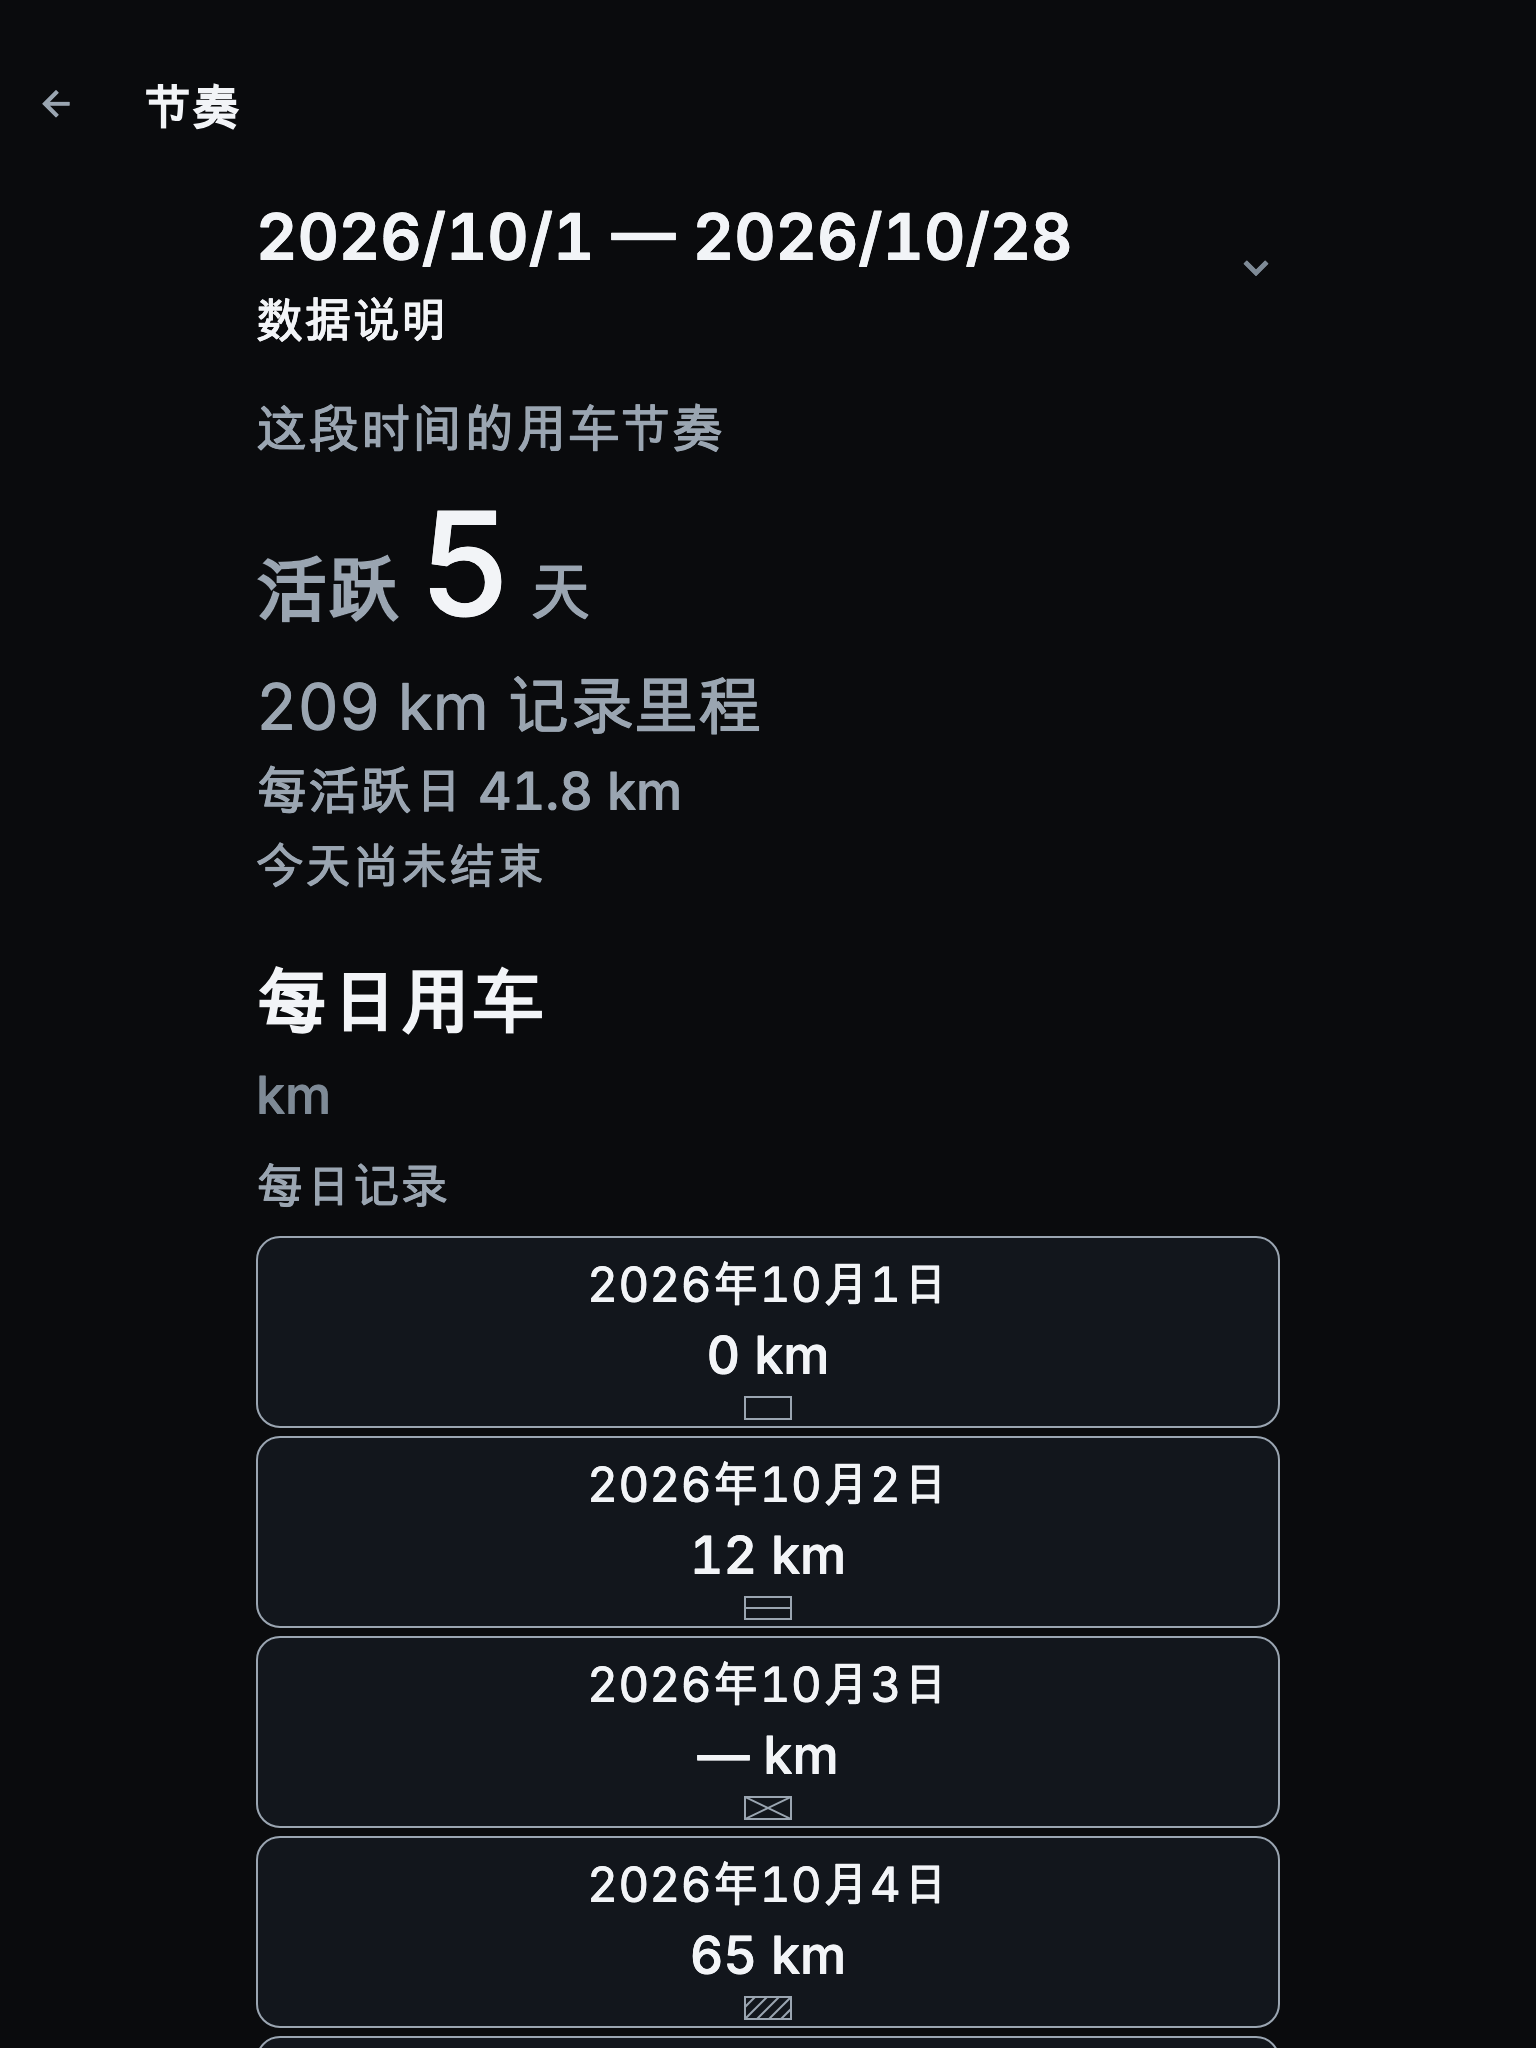 节奏
2026/10/1 — 2026/10/28
数据说明
这段时间的用车节奏
活跃 5 天
209 km 记录里程
每活跃日 41.8 km
今天尚未结束
每日用车
km
每日记录
2026年10月1日
0 km
2026年10月2日
12 km
2026年10月3日
— km
2026年10月4日
65 km